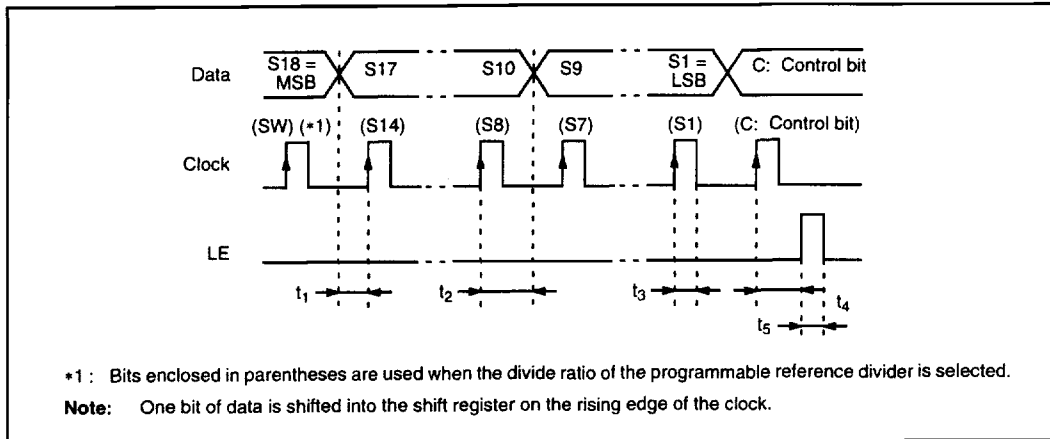 S18 =
MSB
S17
S10
S9
S1 =
LSB
C: Control bit
Data
(SW) (*1)
(S14)
(S8)
(S7)
(S1)
(C: Control bit)
Clock
LE
t1
t2
t3
t4
t5
*1 : Bits enclosed in parentheses are used when the divide ratio of the programmable reference divider is selected.
Note: One bit of data is shifted into the shift register on the rising edge of the clock.